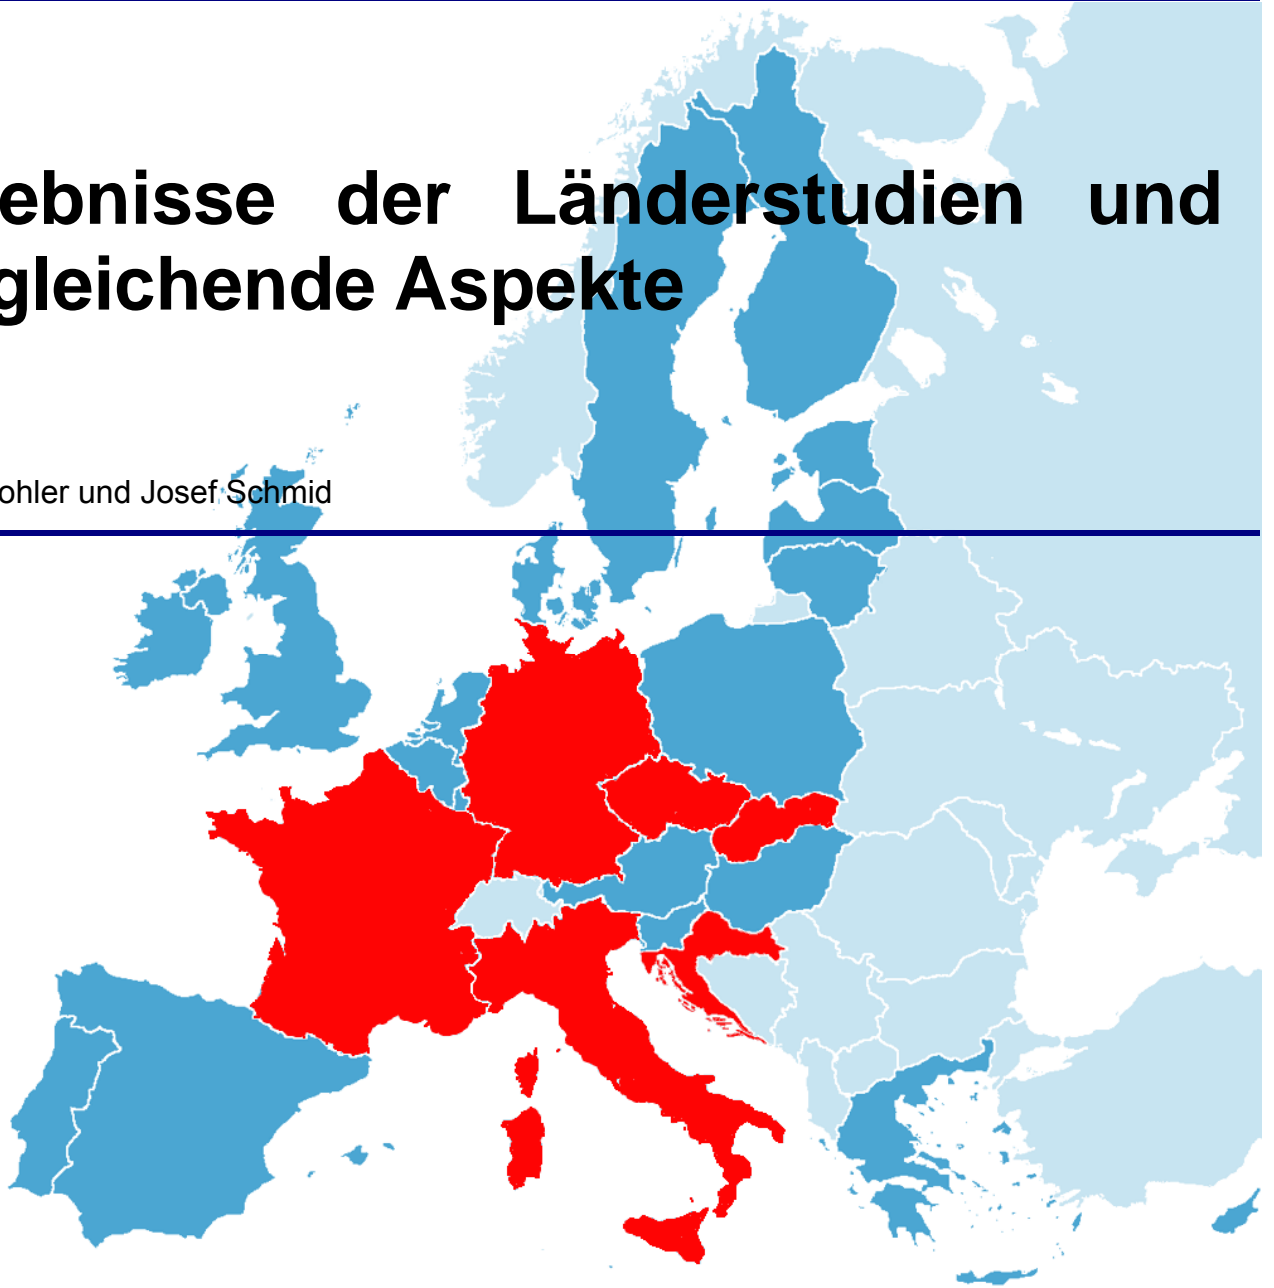 ebnisse der Länderstudien und
gleichende Aspekte
ohler und Josef Schmid